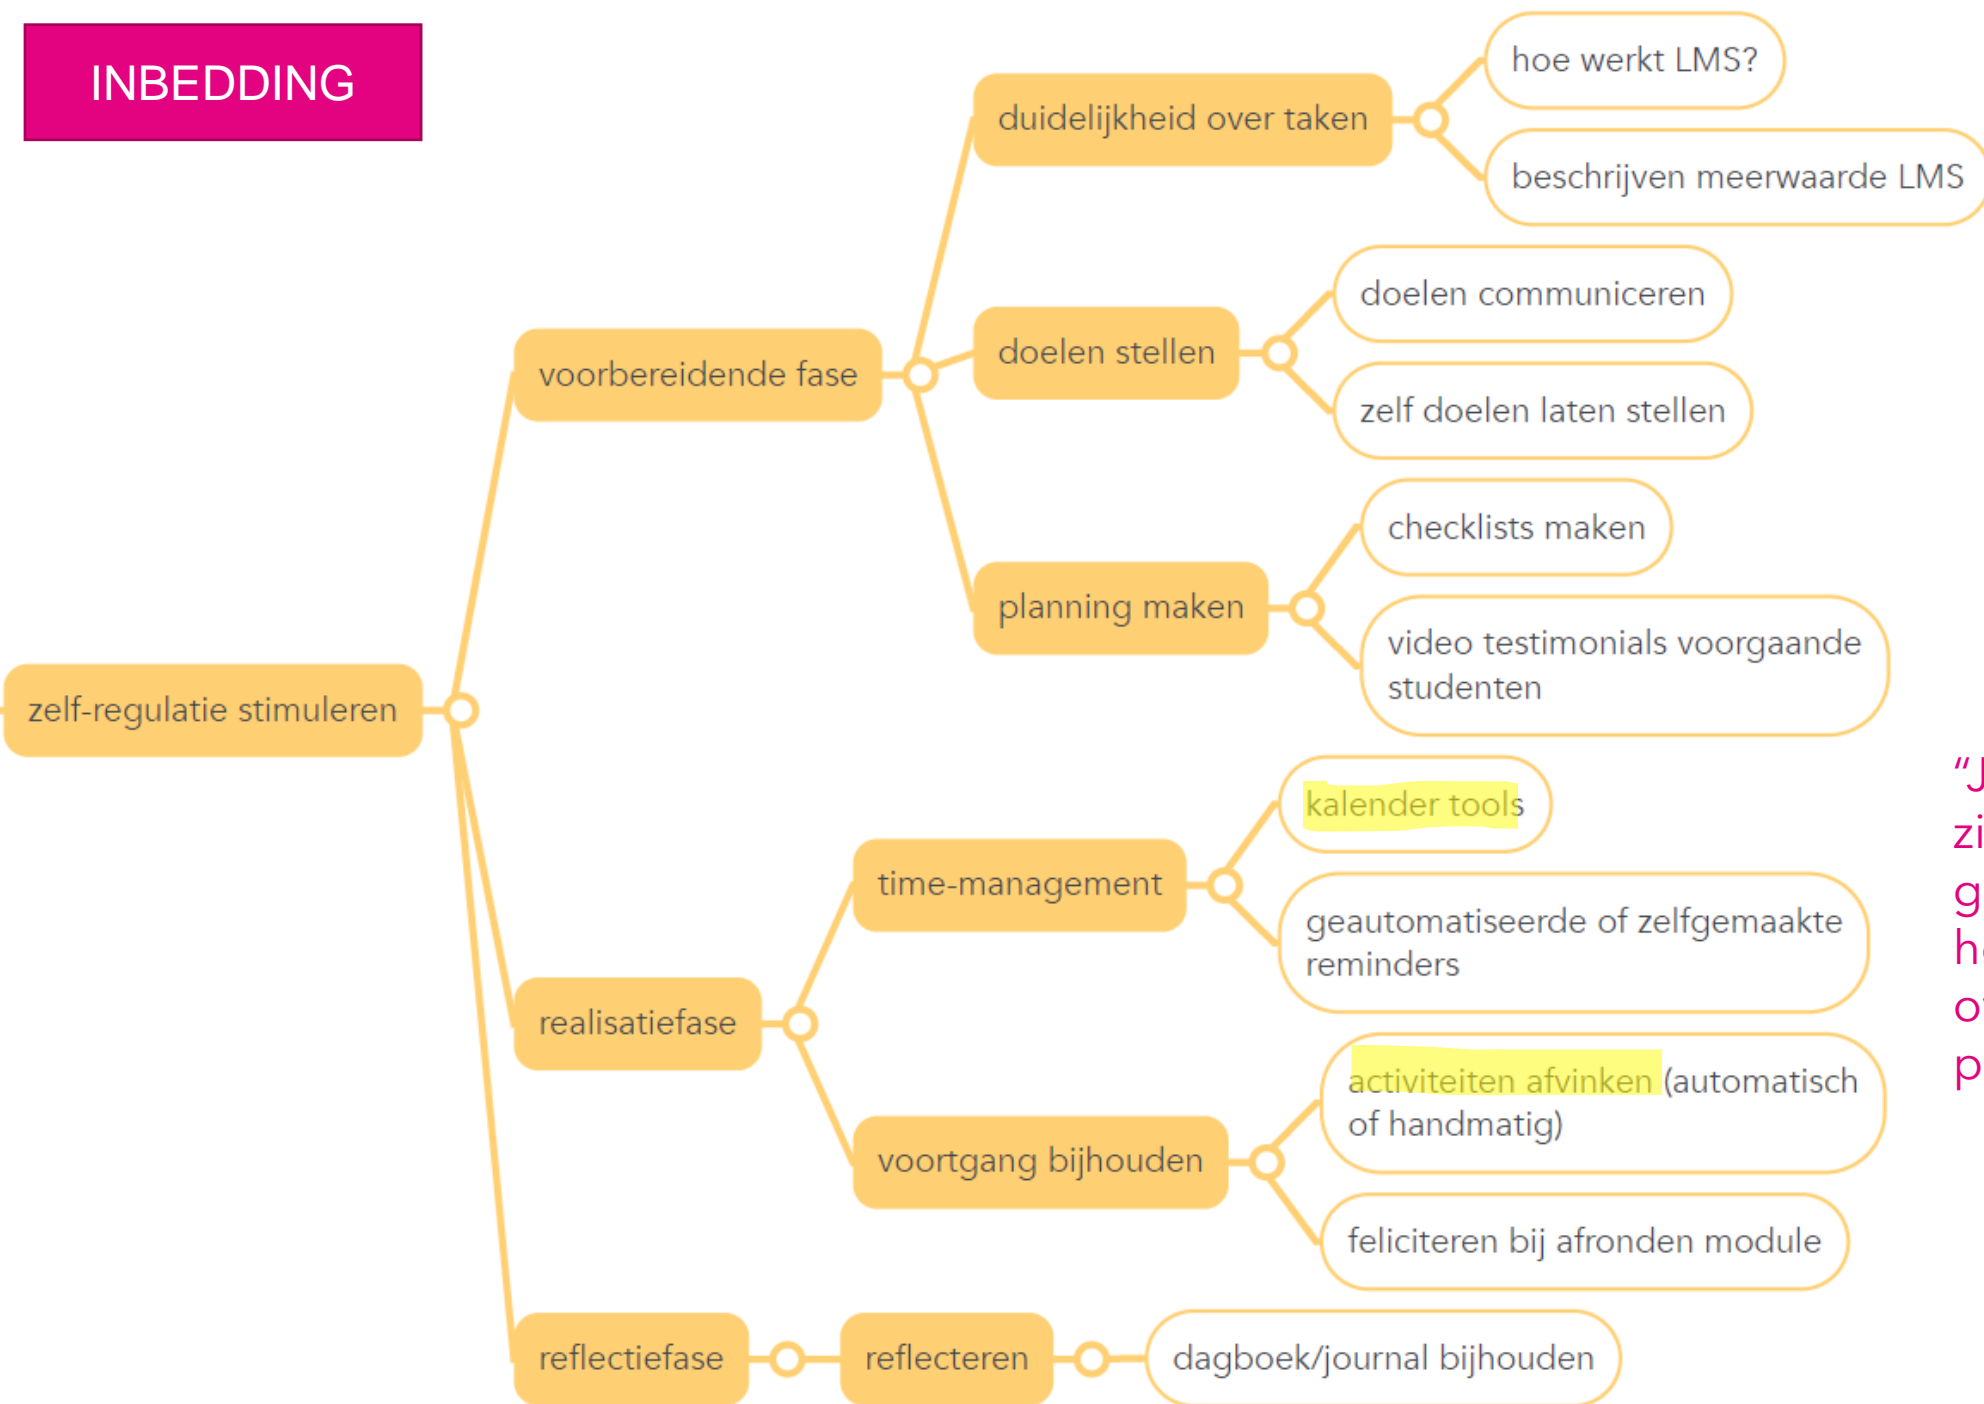 INBEDDING
zelf-regulatie stimuleren
voorbereidende fase
duidelijkheid over taken
hoe werkt LMS?
beschrijven meerwaarde LMS
doelen stellen
doelen communiceren
zelf doelen laten stellen
planning maken
checklists maken
video testimonials voorgaande
studenten
realisatiefase
time-management
kalender tools
geautomatiseerde of zelfgemaakte
reminders
voortgang bijhouden
activiteiten afvinken (automatisch
of handmatig)
feliciteren bij afronden module
reflectiefase
reflecteren
dagboek/journal bijhouden